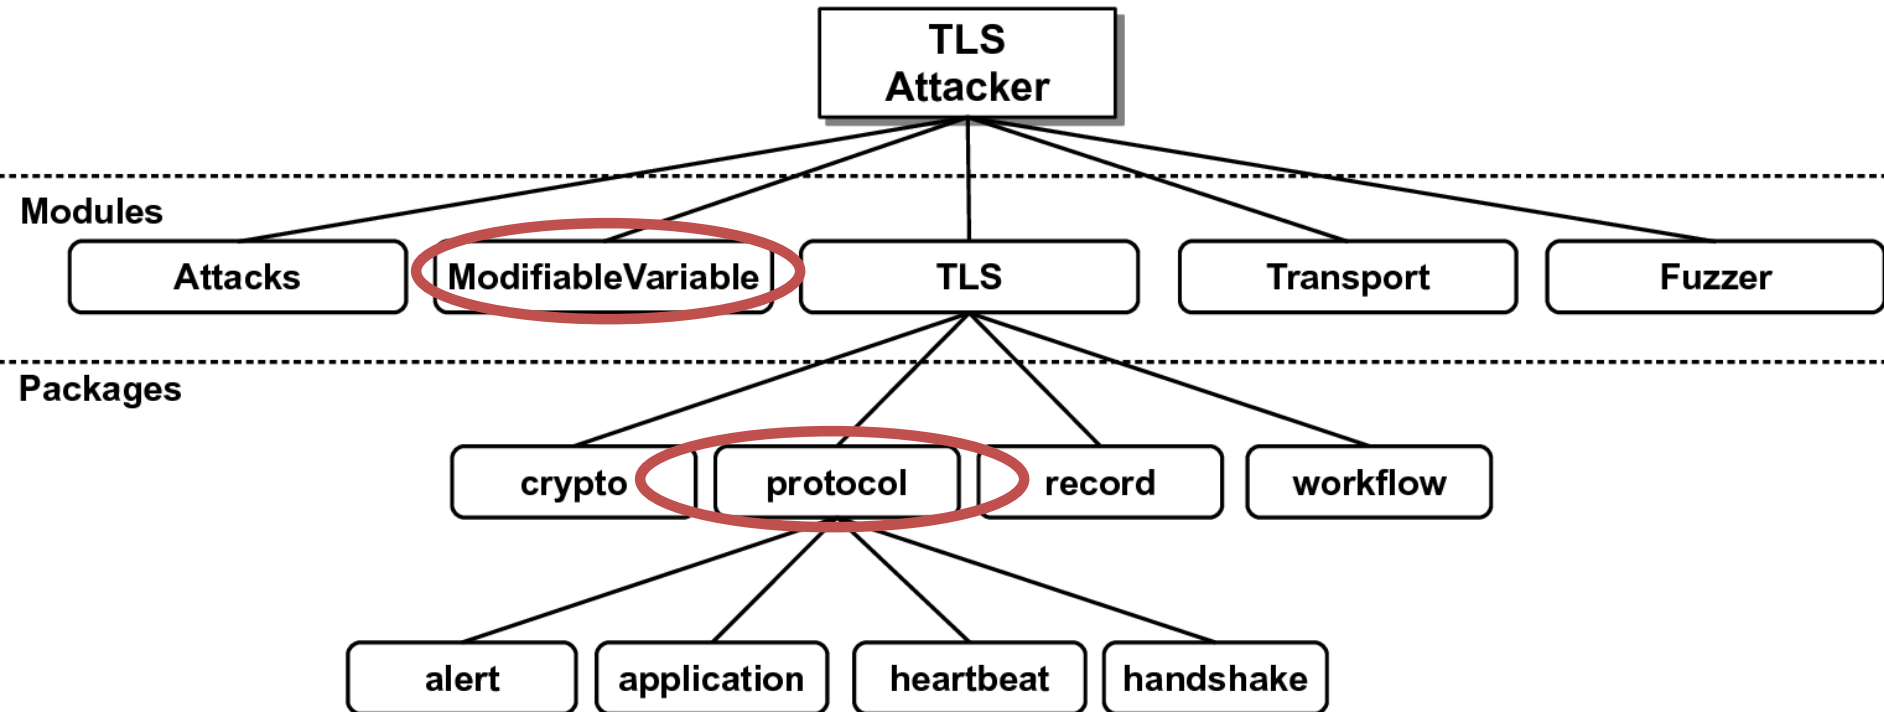 TLS
Attacker
Modules
Attacks
ModifiableVariable
TLS
Transport
Fuzzer
Packages
crypto
protocol
record
workflow
alert
application
heartbeat
handshake